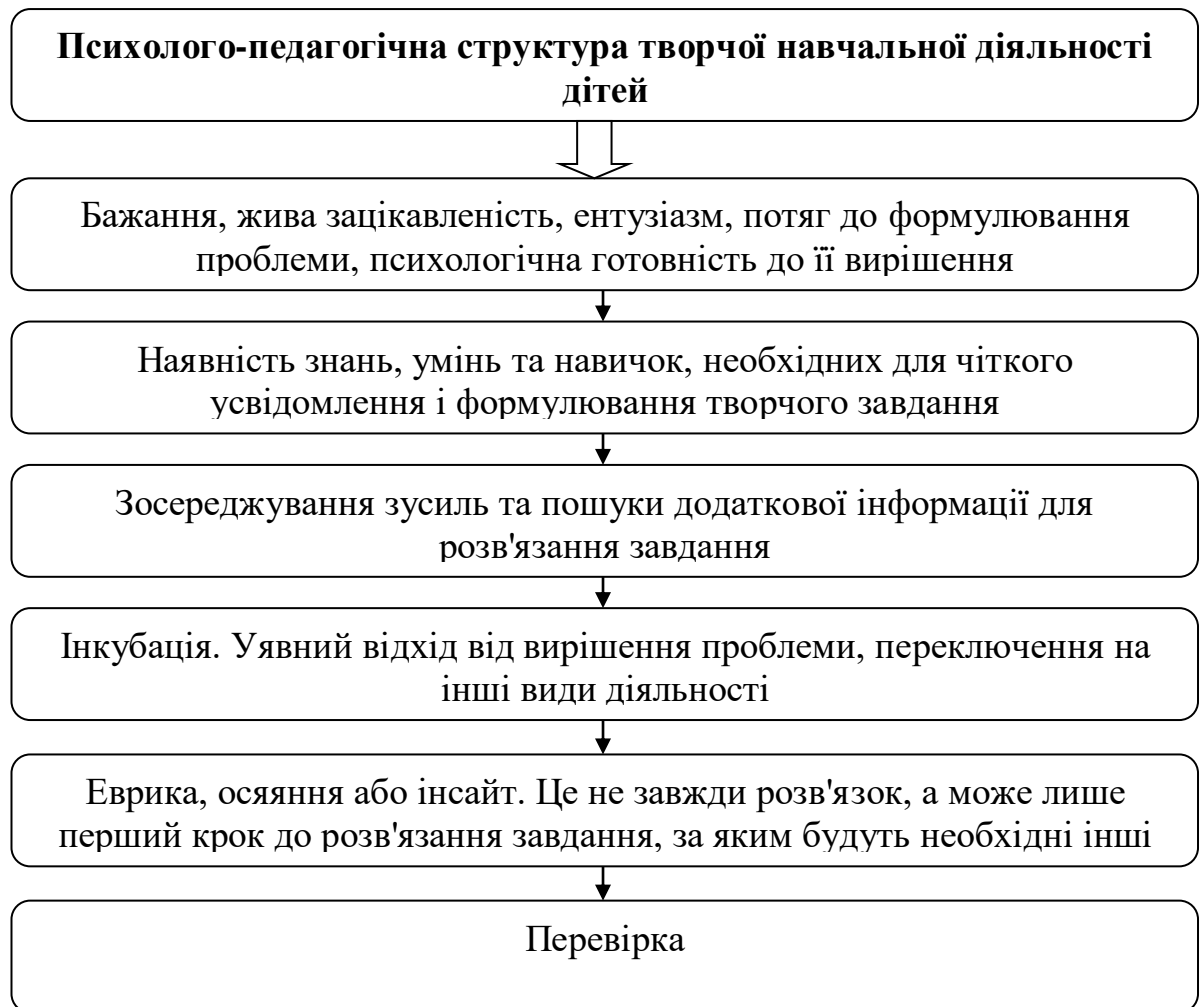 Психолого-педагогічна структура творчої навчальної діяльності
дітей
Бажання, жива зацікавленість, ентузіазм, потяг до формулювання
проблеми, психологічна готовність до її вирішення
Наявність знань, умінь та навичок, необхідних для чіткого
усвідомлення і формулювання творчого завдання
Зосереджування зусиль та пошуки додаткової інформації для
розв'язання завдання
Інкубація. Уявний відхід від вирішення проблеми, переключення на
інші види діяльності
Еврика, осяяння або інсайт. Це не завжди розв'язок, а може лише
перший крок до розв'язання завдання, за яким будуть необхідні інші
Перевірка